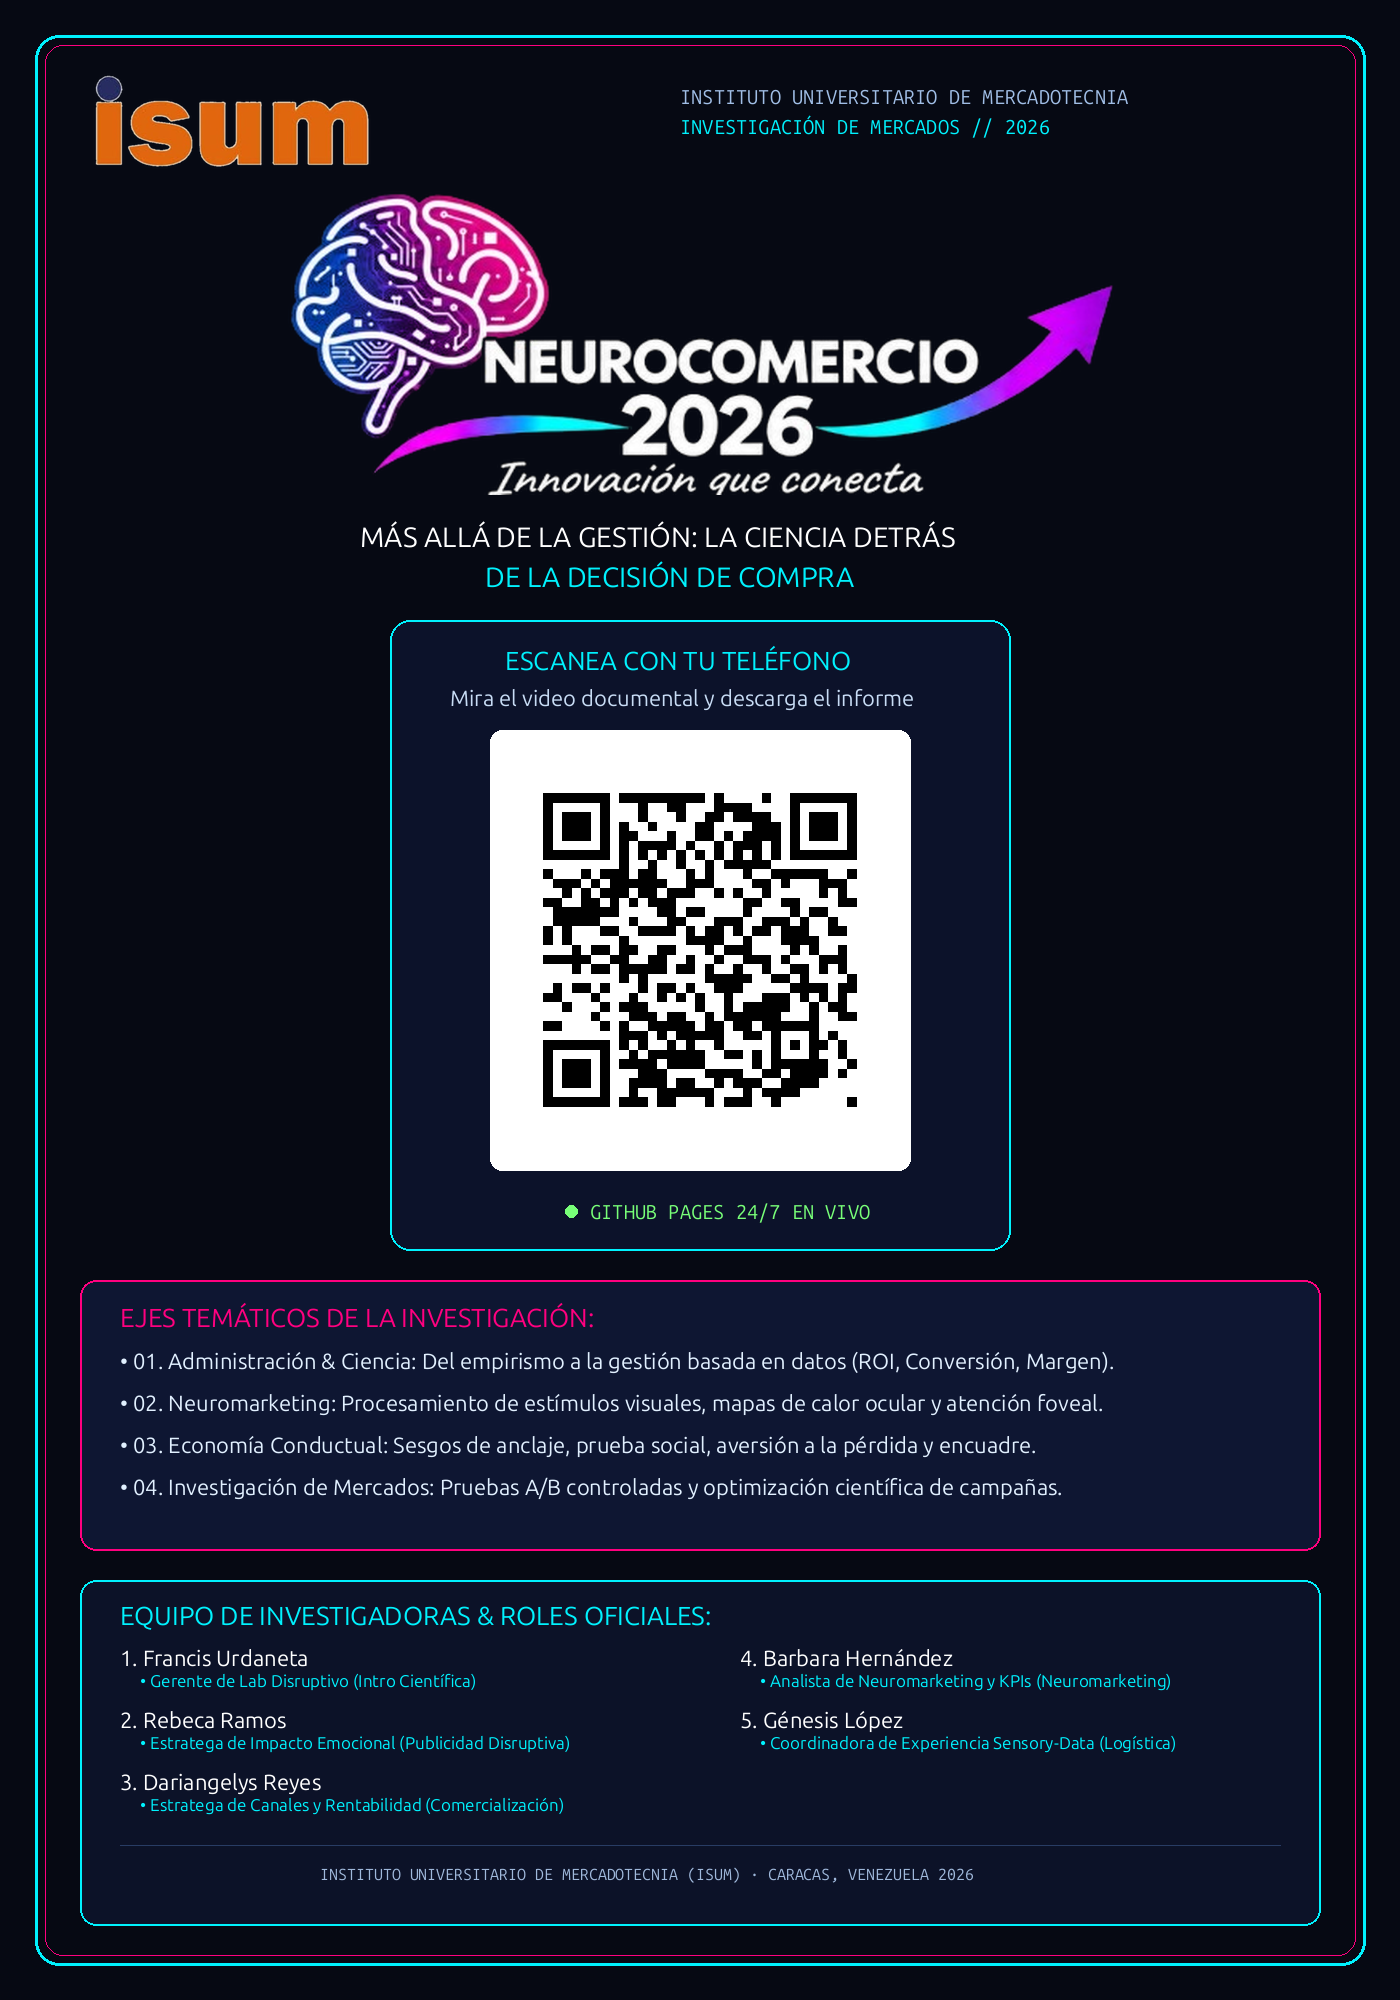 isum
INSTITUTO UNIVERSITARIO DE MERCADOTECNIA
INVESTIGACIÓN DE MERCADOS // 2026
NEUROCOMERCIO
2026
Innovación que conecta
MÁS ALLÁ DE LA GESTIÓN: LA CIENCIA DETRÁS
DE LA DECISIÓN DE COMPRA
ESCANEA CON TU TELÉFONO
Mira el video documental y descarga el informe
● GITHUB PAGES 24/7 EN VIVO
EJES TEMÁTICOS DE LA INVESTIGACIÓN:
• 01. Administración & Ciencia: Del empirismo a la gestión basada en datos (ROI, Conversión, Margen).
• 02. Neuromarketing: Procesamiento de estímulos visuales, mapas de calor ocular y atención foveal.
• 03. Economía Conductual: Sesgos de anclaje, prueba social, aversión a la pérdida y encuadre.
• 04. Investigación de Mercados: Pruebas A/B controladas y optimización científica de campañas.
EQUIPO DE INVESTIGADORAS & ROLES OFICIALES:
1. Francis Urdaneta
• Gerente de Lab Disruptivo (Intro Científica)
2. Rebeca Ramos
• Estratega de Impacto Emocional (Publicidad Disruptiva)
3. Dariangelys Reyes
• Estratega de Canales y Rentabilidad (Comercialización)
4. Barbara Hernández
• Analista de Neuromarketing y KPIs (Neuromarketing)
5. Génesis López
• Coordinadora de Experiencia Sensory-Data (Logística)
INSTITUTO UNIVERSITARIO DE MERCADOTECNIA (ISUM) · CARACAS, VENEZUELA 2026